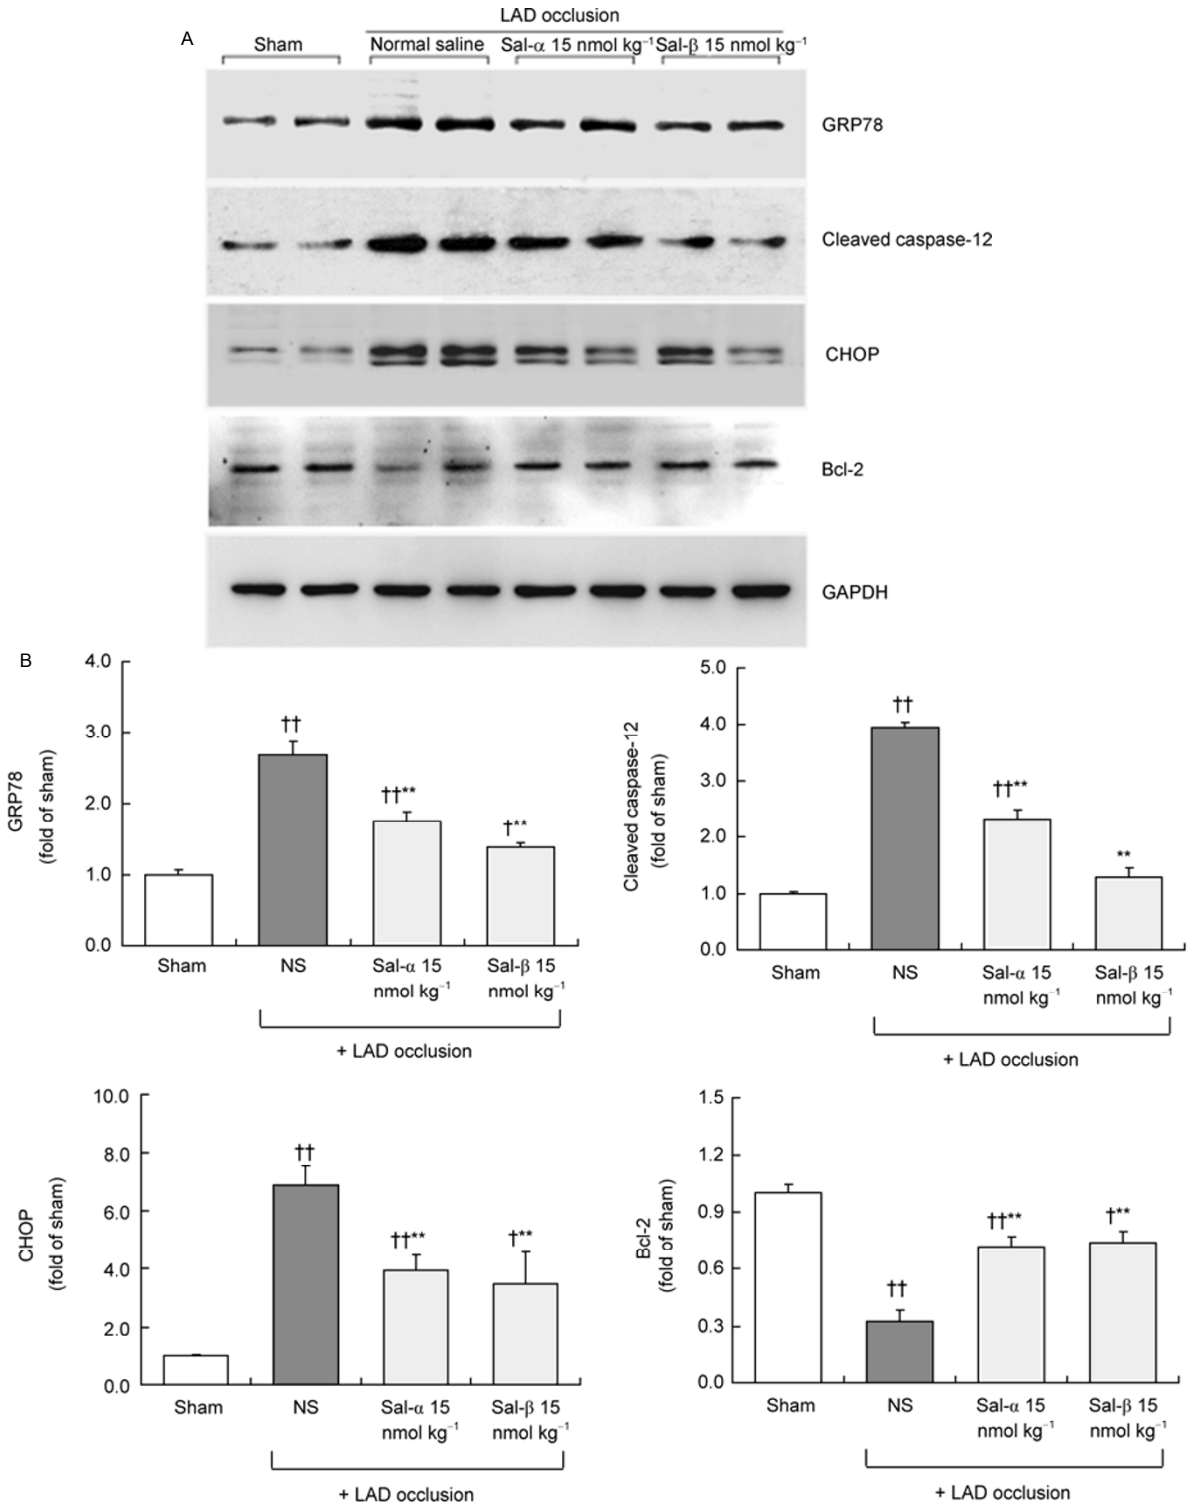 LAD occlusion
A
Sham
Normal saline
Sal-α 15 nmol kg⁻¹
Sal-β 15 nmol kg⁻¹
GRP78
Cleaved caspase-12
CHOP
Bcl-2
GAPDH
B
GRP78
(fold of sham)
4.0
3.0
2.0
1.0
0.0
††
††**
†**
Sham
NS
Sal-α 15
nmol kg⁻¹
Sal-β 15
nmol kg⁻¹
+ LAD occlusion
Cleaved caspase-12
(fold of sham)
5.0
4.0
3.0
2.0
1.0
0.0
††
††**
**
Sham
NS
Sal-α 15
nmol kg⁻¹
Sal-β 15
nmol kg⁻¹
+ LAD occlusion
CHOP
(fold of sham)
10.0
8.0
6.0
4.0
2.0
0.0
††
††**
†**
Sham
NS
Sal-α 15
nmol kg⁻¹
Sal-β 15
nmol kg⁻¹
+ LAD occlusion
Bcl-2
(fold of sham)
1.5
1.2
0.9
0.6
0.3
0.0
††
††**
†**
Sham
NS
Sal-α 15
nmol kg⁻¹
Sal-β 15
nmol kg⁻¹
+ LAD occlusion